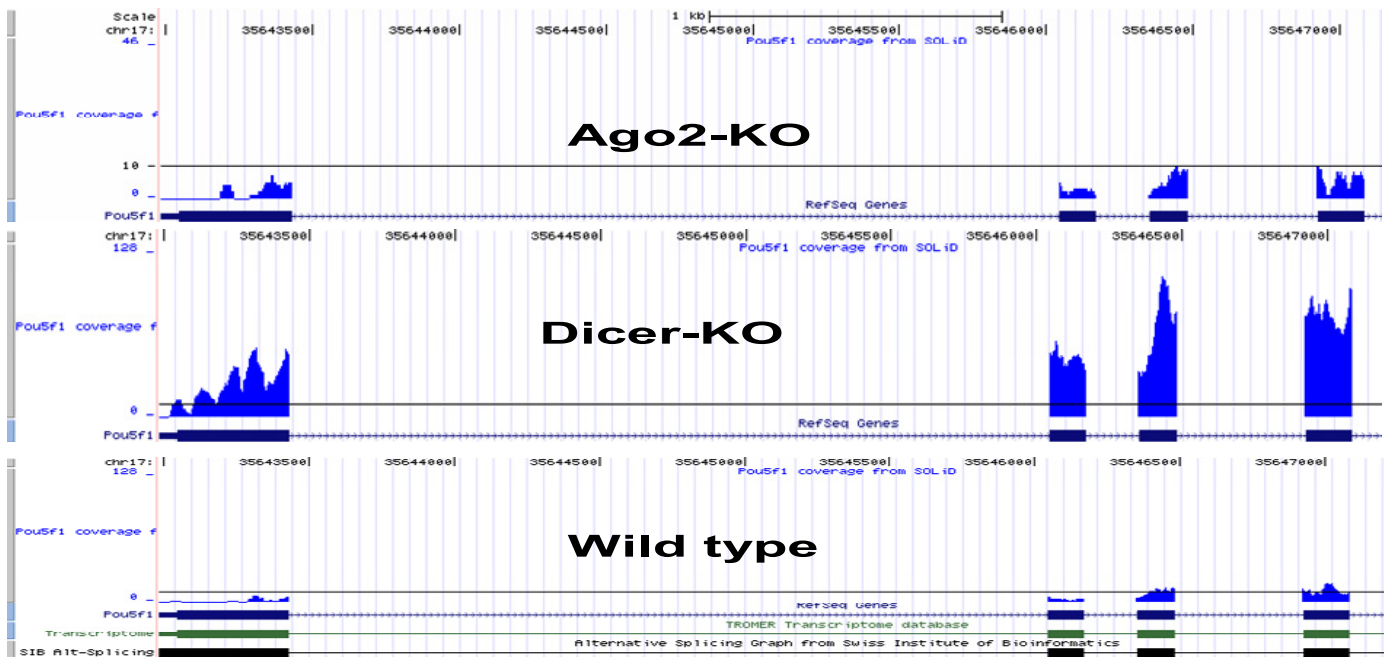 Scale 1 kb
chr17: 35643500 35644000 35644500 35645000 35645500 35646000 35646500 35647000
46 _ Pou5f1 coverage from SOLiD
Pou5f1 coverage f
Ago2-KO
10 _
0 _
RefSeq Genes
Pou5f1
chr17: 35643500 35644000 35644500 35645000 35645500 35646000 35646500 35647000
128 _ Pou5f1 coverage from SOLiD
Pou5f1 coverage f
Dicer-KO
0 _
RefSeq Genes
Pou5f1
chr17: 35643500 35644000 35644500 35645000 35645500 35646000 35646500 35647000
128 _ Pou5f1 coverage from SOLiD
Pou5f1 coverage f
Wild type
0 _
RefSeq Genes
Pou5f1
TROMER Transcriptome database
Transcriptome
Alternative Splicing Graph from Swiss Institute of Bioinformatics
SIB Alt-Splicing